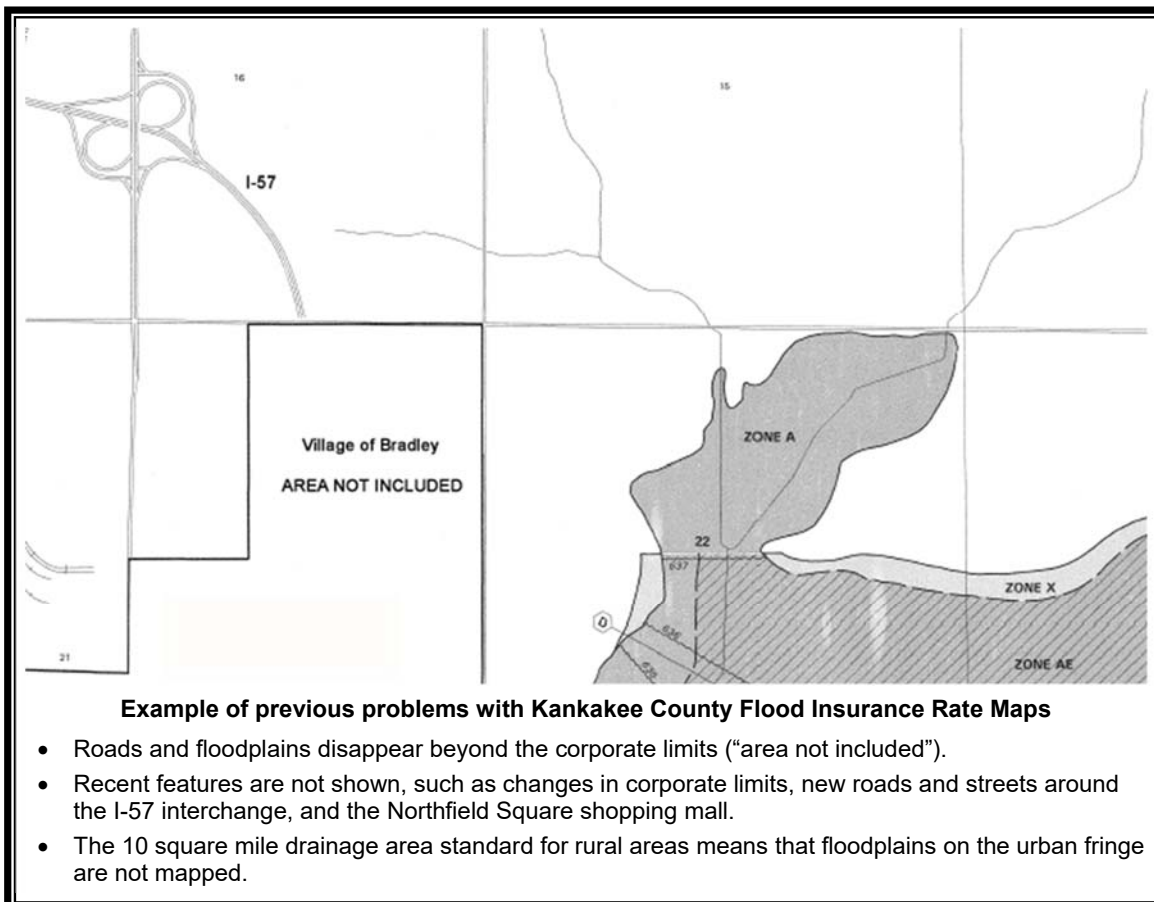 16
15
I-57
Village of Bradley
AREA NOT INCLUDED
ZONE A
22
637
ZONE X
D
636
ZONE AE
635
21
Example of previous problems with Kankakee County Flood Insurance Rate Maps
• Roads and floodplains disappear beyond the corporate limits (“area not included”).
• Recent features are not shown, such as changes in corporate limits, new roads and streets around
the I-57 interchange, and the Northfield Square shopping mall.
• The 10 square mile drainage area standard for rural areas means that floodplains on the urban fringe
are not mapped.